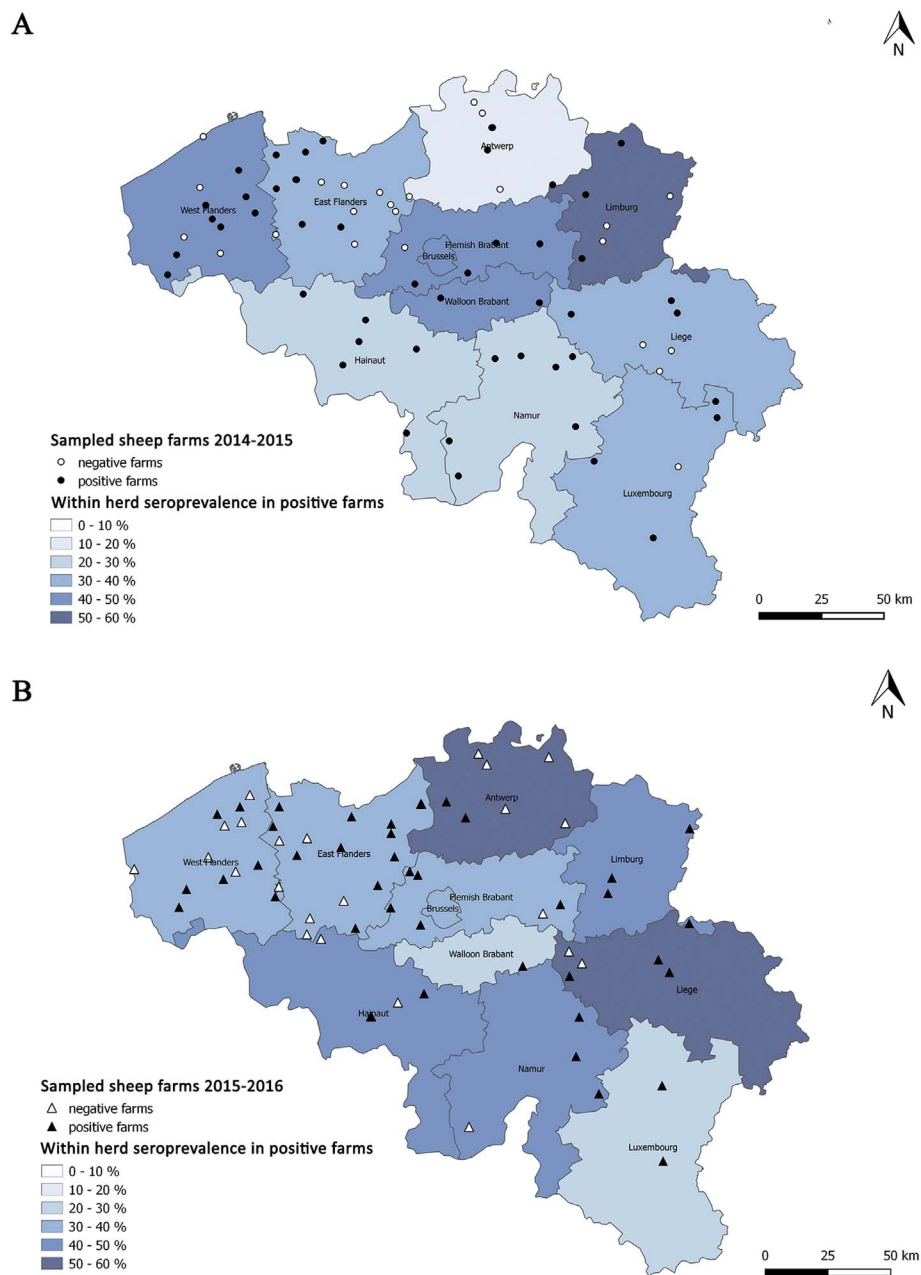 A
N
Antwerp
West Flanders
East Flanders
Limburg
Flemish Brabant
Brussels
Walloon Brabant
Liege
Hainaut
Namur
Luxembourg
Sampled sheep farms 2014-2015
negative farms
positive farms
Within herd seroprevalence in positive farms
0 - 10 %
10 - 20 %
20 - 30 %
30 - 40 %
40 - 50 %
50 - 60 %
0 25 50 km
B
N
Antwerp
West Flanders
East Flanders
Limburg
Flemish Brabant
Brussels
Walloon Brabant
Liege
Hainaut
Namur
Luxembourg
Sampled sheep farms 2015-2016
negative farms
positive farms
Within herd seroprevalence in positive farms
0 - 10 %
10 - 20 %
20 - 30 %
30 - 40 %
40 - 50 %
50 - 60 %
0 25 50 km